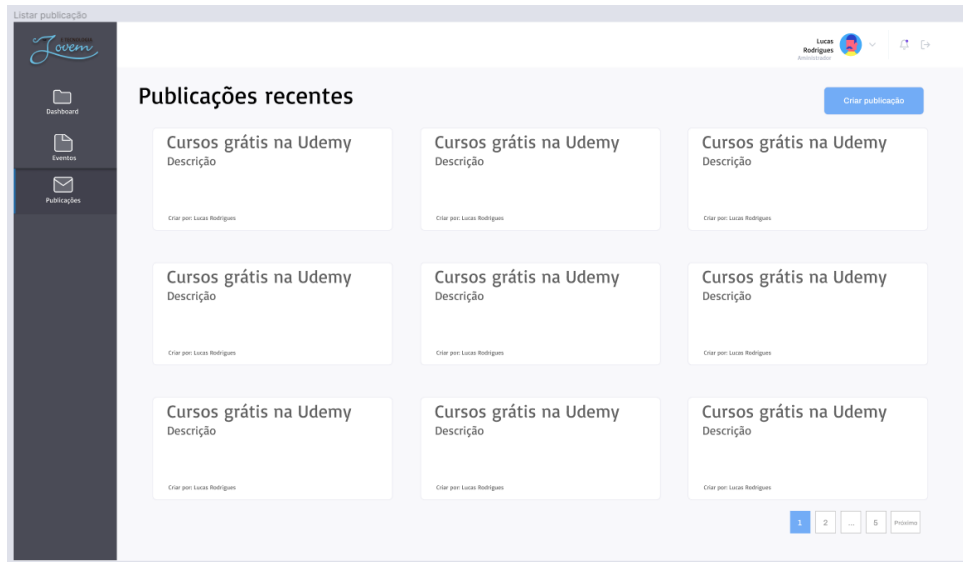 Listar publicação
Jovem
Lucas
Rodrigues
Aministrador
Dashboard
Eventos
Publicações
Publicações recentes
Criar publicação
Cursos grátis na Udemy
Descrição
Criar por: Lucas Rodrigues
Cursos grátis na Udemy
Descrição
Criar por: Lucas Rodrigues
Cursos grátis na Udemy
Descrição
Criar por: Lucas Rodrigues
Cursos grátis na Udemy
Descrição
Criar por: Lucas Rodrigues
Cursos grátis na Udemy
Descrição
Criar por: Lucas Rodrigues
Cursos grátis na Udemy
Descrição
Criar por: Lucas Rodrigues
Cursos grátis na Udemy
Descrição
Criar por: Lucas Rodrigues
Cursos grátis na Udemy
Descrição
Criar por: Lucas Rodrigues
Cursos grátis na Udemy
Descrição
Criar por: Lucas Rodrigues
1 2 ... 5 Próximo